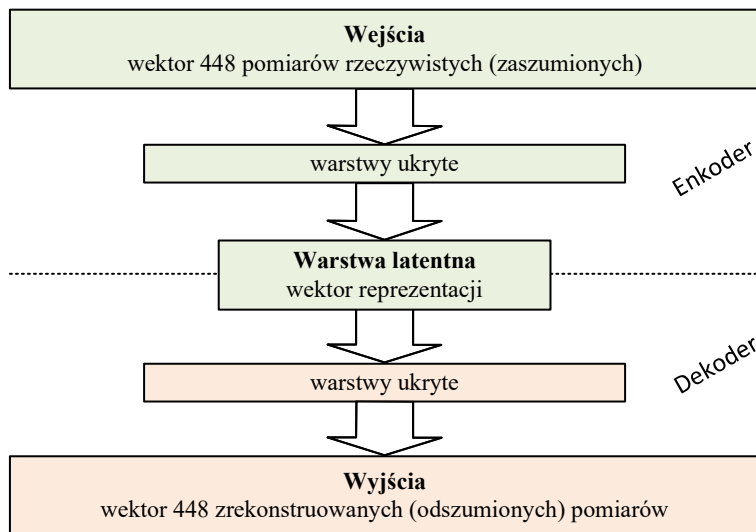 Wejścia
wektor 448 pomiarów rzeczywistych (zaszumionych)
warstwy ukryte
Enkoder
Warstwa latentna
wektor reprezentacji
warstwy ukryte
Dekoder
Wyjścia
wektor 448 zrekonstruowanych (odszumionych) pomiarów